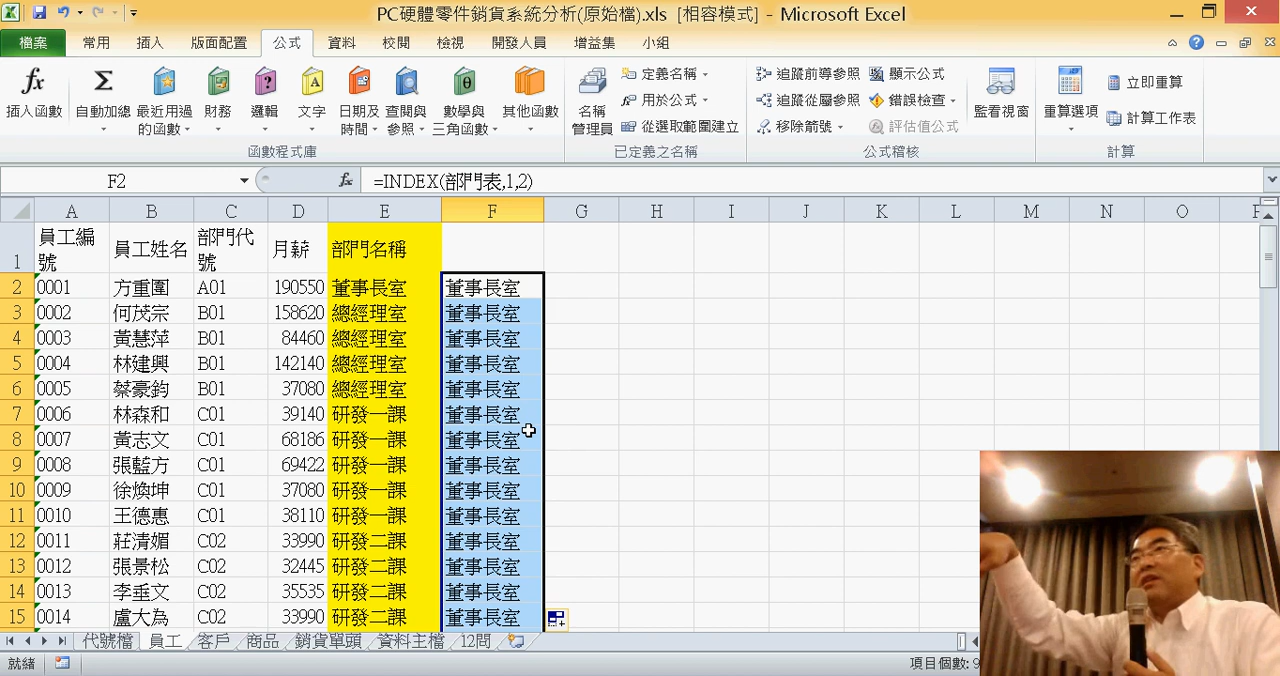 PC硬體零件銷貨系統分析(原始檔).xls [相容模式] - Microsoft Excel
檔案 常用 插入 版面配置 公式 資料 校閱 檢視 開發人員 增益集 小組
插入函數 自動加總 最近用過的函數 財務 邏輯 文字 日期及時間 查閱與參照 數學與三角函數 其他函數
函數程式庫
名稱管理員 定義名稱 用於公式 從選取範圍建立
已定義之名稱
追蹤前導參照 追蹤從屬參照 移除箭號 顯示公式 錯誤檢查 評估值公式 監看視窗
公式稽核
重算選項 立即重算 計算工作表
計算
F2 fx =INDEX(部門表,1,2)
A B C D E F G H I J K L M N O
1 員工編號 員工姓名 部門代號 月薪 部門名稱
2 0001 方重圍 A01 190550 董事長室 董事長室
3 0002 何茂宗 B01 158620 總經理室 董事長室
4 0003 黃慧萍 B01 84460 總經理室 董事長室
5 0004 林建興 B01 142140 總經理室 董事長室
6 0005 蔡豪鈞 B01 37080 總經理室 董事長室
7 0006 林森和 C01 39140 研發一課 董事長室
8 0007 黃志文 C01 68186 研發一課 董事長室
9 0008 張藍方 C01 69422 研發一課 董事長室
10 0009 徐煥坤 C01 37080 研發一課 董事長室
11 0010 王德惠 C01 38110 研發一課 董事長室
12 0011 莊清媚 C02 33990 研發二課 董事長室
13 0012 張景松 C02 32445 研發二課 董事長室
14 0013 李垂文 C02 35535 研發二課 董事長室
15 0014 盧大為 C02 33990 研發二課 董事長室
代號檔 員工 客戶 商品 銷貨單頭 資料主檔 12問
就緒 項目個數: 9